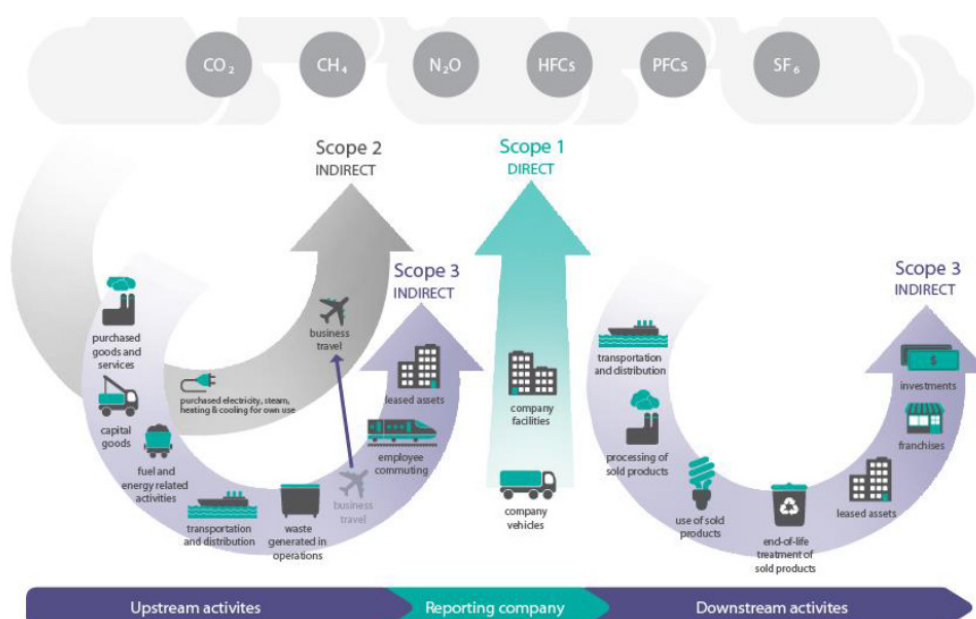 CO₂
CH₄
N₂O
HFCs
PFCs
SF₆
Scope 2
INDIRECT
Scope 1
DIRECT
Scope 3
INDIRECT
Scope 3
INDIRECT
purchased
goods and
services
capital
goods
fuel and
energy related
activities
transportation
and distribution
waste
generated in
operations
business
travel
business
travel
purchased electricity, steam,
heating & cooling for own use
employee
commuting
leased assets
company
facilities
company
vehicles
transportation
and distribution
processing of
sold products
use of sold
products
end-of-life
treatment of
sold products
leased assets
franchises
$
investments
Upstream activites
Reporting company
Downstream activites